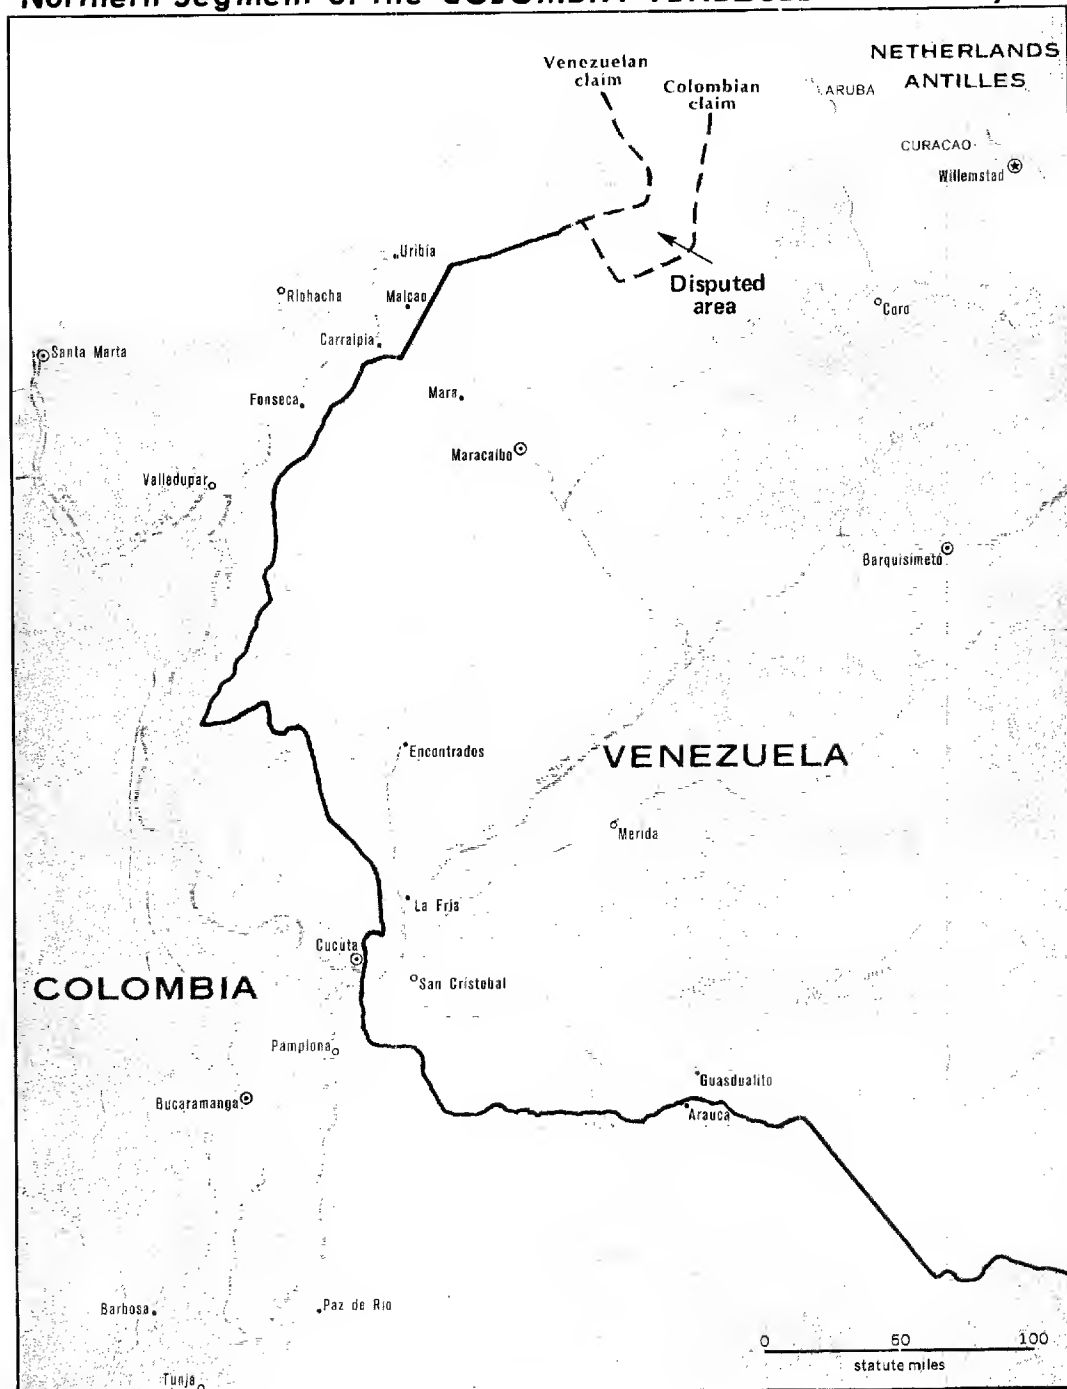 Northern Segment of the COLOMBIA-VENEZUELA
Venezuelan
claim
Colombian
claim
NETHERLANDS
ANTILLES
ARUBA
CURACAO
Willemstad
Uribia
Riohacha
Maicao
Disputed
area
Coro
Carraipia
Santa Marta
Fonseca
Mara
Maracaibo
Valledupar
Barquisimeto
Encontrados
VENEZUELA
Merida
La Fria
Cucuta
COLOMBIA
San Cristobal
Pamplona
Guasdualito
Bucaramanga
Arauca
Barbosa
Paz de Rio
0 50 100
statute miles
Tunja